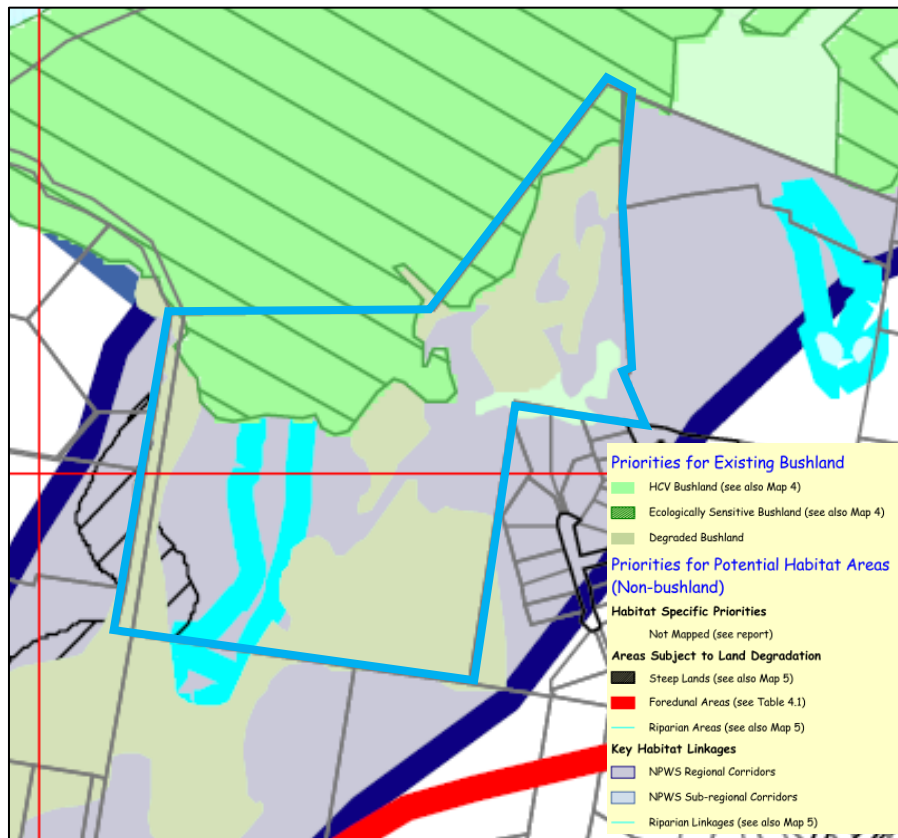 Priorities for Existing Bushland
HCV Bushland (see also Map 4)
Ecologically Sensitive Bushland (see also Map 4)
Degraded Bushland
Priorities for Potential Habitat Areas
(Non-bushland)
Habitat Specific Priorities
Not Mapped (see report)
Areas Subject to Land Degradation
Steep Lands (see also Map 5)
Foredunal Areas (see Table 4.1)
Riparian Areas (see also Map 5)
Key Habitat Linkages
NPWS Regional Corridors
NPWS Sub-regional Corridors
Riparian Linkages (see also Map 5)